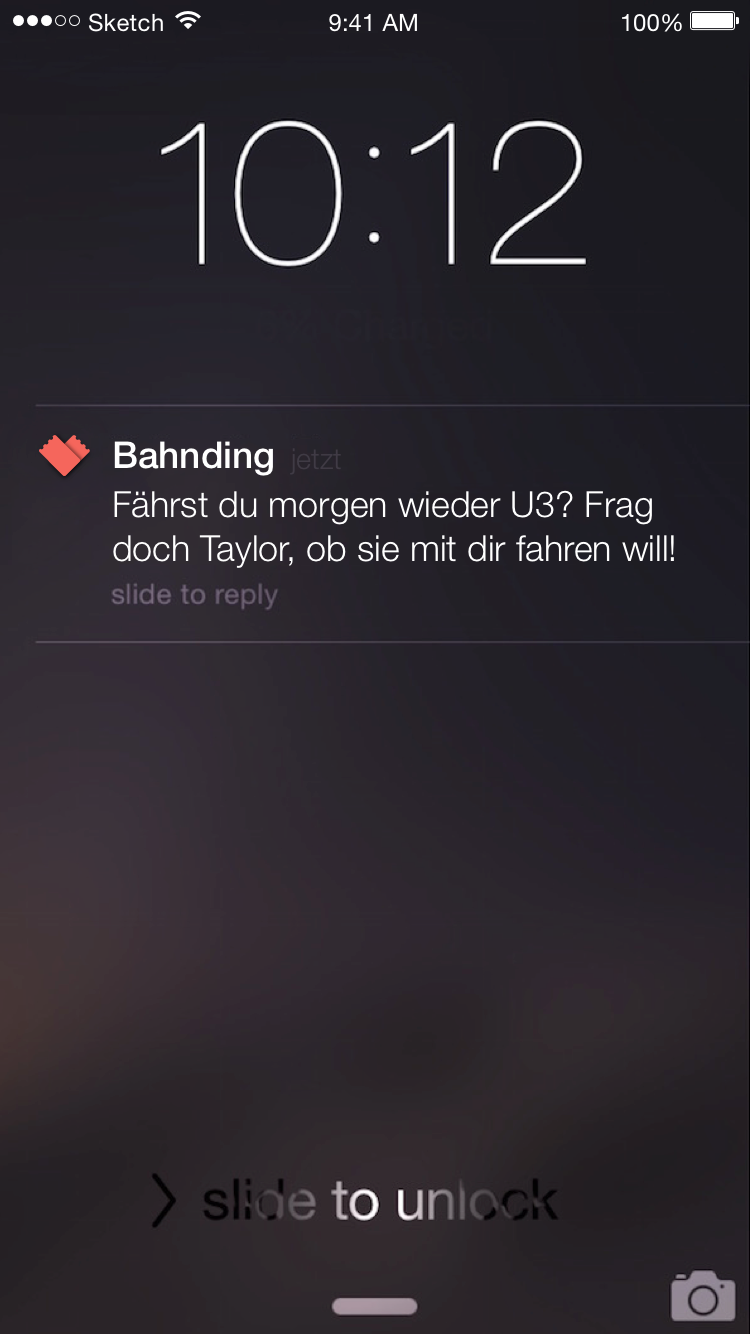 Sketch 9:41 AM 100%
10:12
Bahnding jetzt
Fährst du morgen wieder U3? Frag
doch Taylor, ob sie mit dir fahren will!
slide to reply
slide to unlock